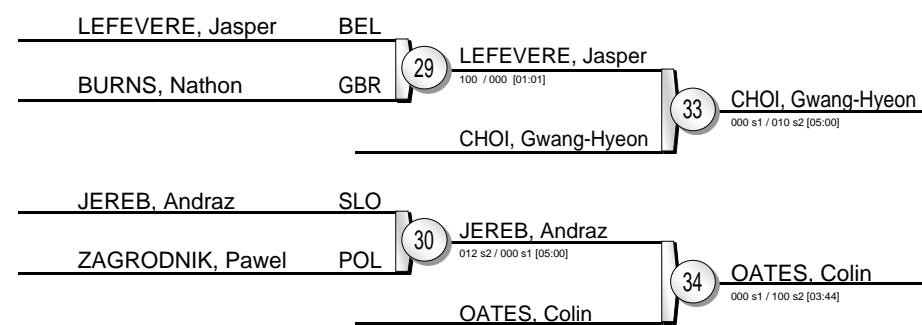 LEFEVERE, Jasper BEL
29
LEFEVERE, Jasper
100 / 000 [01:01]
BURNS, Nathon GBR
33
CHOI, Gwang-Hyeon
000 s1 / 010 s2 [05:00]
CHOI, Gwang-Hyeon
JEREB, Andraz SLO
30
JEREB, Andraz
012 s2 / 000 s1 [05:00]
ZAGRODNIK, Pawel POL
34
OATES, Colin
000 s1 / 100 s2 [03:44]
OATES, Colin